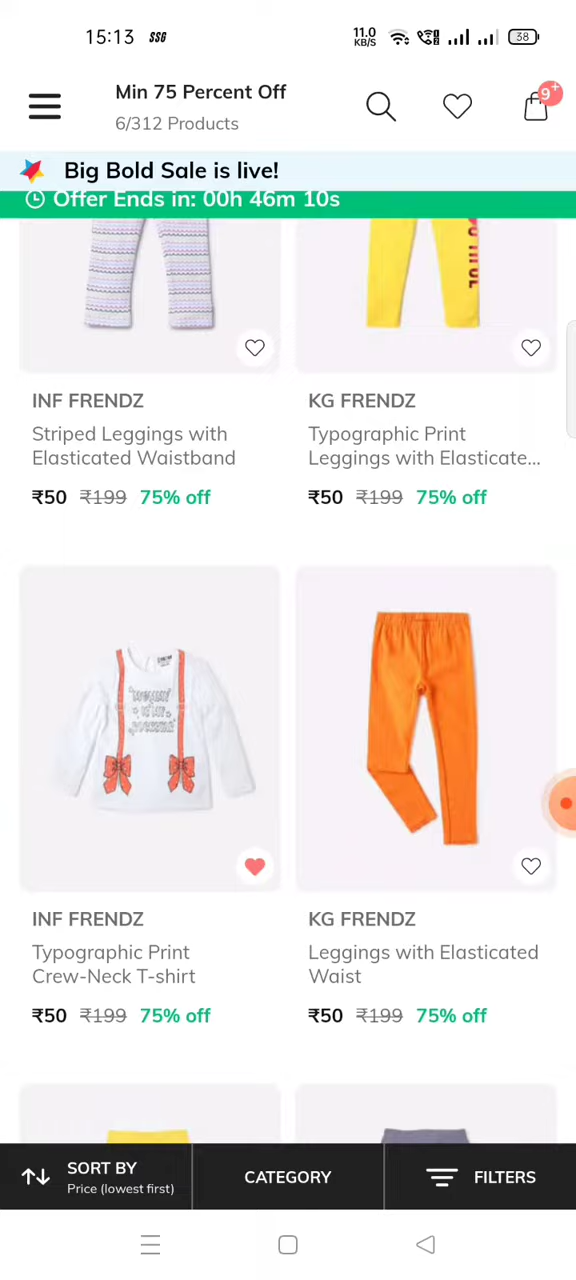 15:13
11.0
KB/S
38
Min 75 Percent Off
6/312 Products
9+
Big Bold Sale is live!
Offer Ends in: 00h 46m 10s
INF FRENDZ
Striped Leggings with
Elasticated Waistband
₹50 ₹199 75% off
KG FRENDZ
Typographic Print
Leggings with Elasticate...
₹50 ₹199 75% off
INF FRENDZ
Typographic Print
Crew-Neck T-shirt
₹50 ₹199 75% off
KG FRENDZ
Leggings with Elasticated
Waist
₹50 ₹199 75% off
SORT BY
Price (lowest first)
CATEGORY
FILTERS